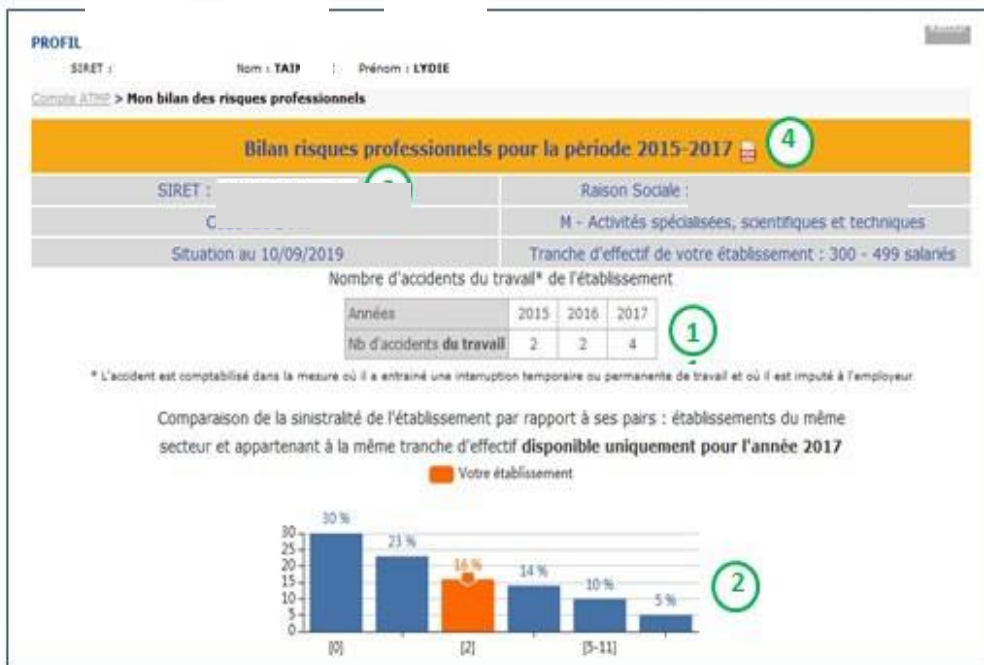 PROFIL
SIRET : Nom : TAIP Prénom : LYDIE
Compte ATMP > Mon bilan des risques professionnels
Bilan risques professionnels pour la pèriode 2015-2017 4
SIRET : Raison Sociale :
M - Activités spécialisées, scientifiques et techniques
Situation au 10/09/2019 Tranche d'effectif de votre établissement : 300 - 499 salariés
Nombre d'accidents du travail* de l'établissement
Années 2015 2016 2017
Nb d'accidents du travail 2 2 4
1
* L'accident est comptabilisé dans la mesure où il a entrainé une interruption temporaire ou permanente de travail et où il est imputé à l'employeur
Comparaison de la sinistralité de l'établissement par rapport à ses pairs : établissements du même
secteur et appartenant à la même tranche d'effectif disponible uniquement pour l'année 2017
Votre établissement
30 % 23 % 16 % 14 % 10 % 5 %
30
25
20
15
10
5
0
2
[0] [2] [5-11]